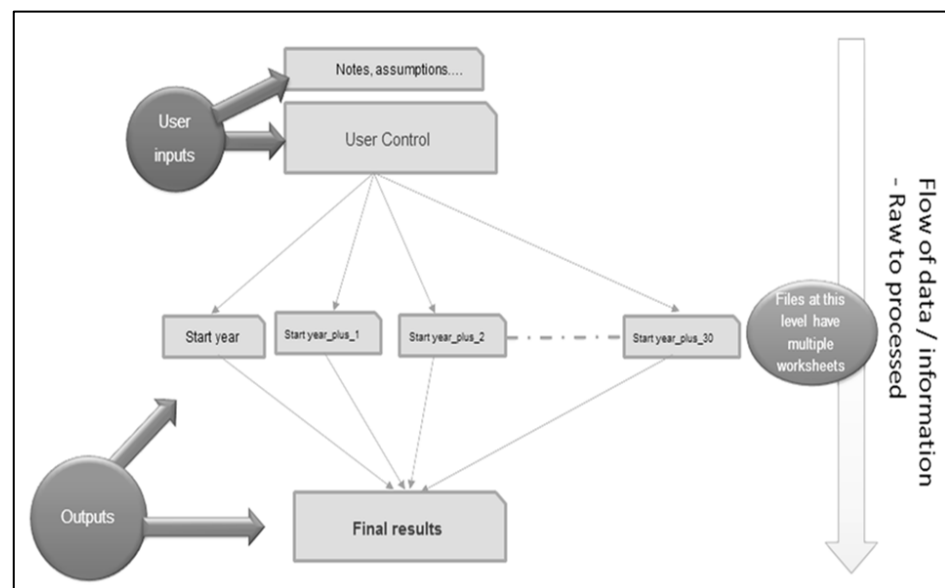 Notes, assumptions....
User
inputs
User Control
Flow of data / information
- Raw to processed
Start year
Start year_plus_1
Start year_plus_2
Start year_plus_30
Files at this
level have
multiple
worksheets
Outputs
Final results